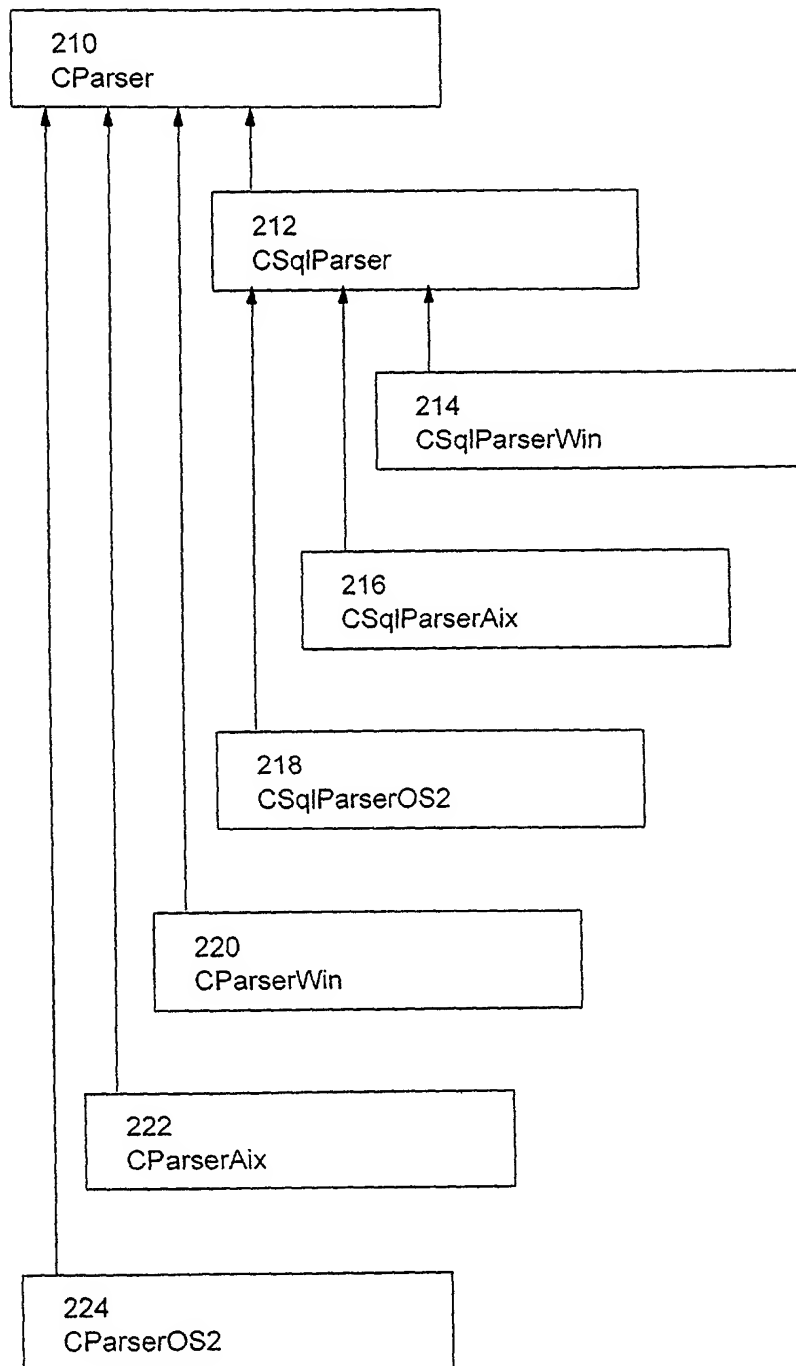 210
CParser
212
CSqlParser
214
CSqlParserWin
216
CSqlParserAix
218
CSqlParserOS2
220
CParserWin
222
CParserAix
224
CParserOS2